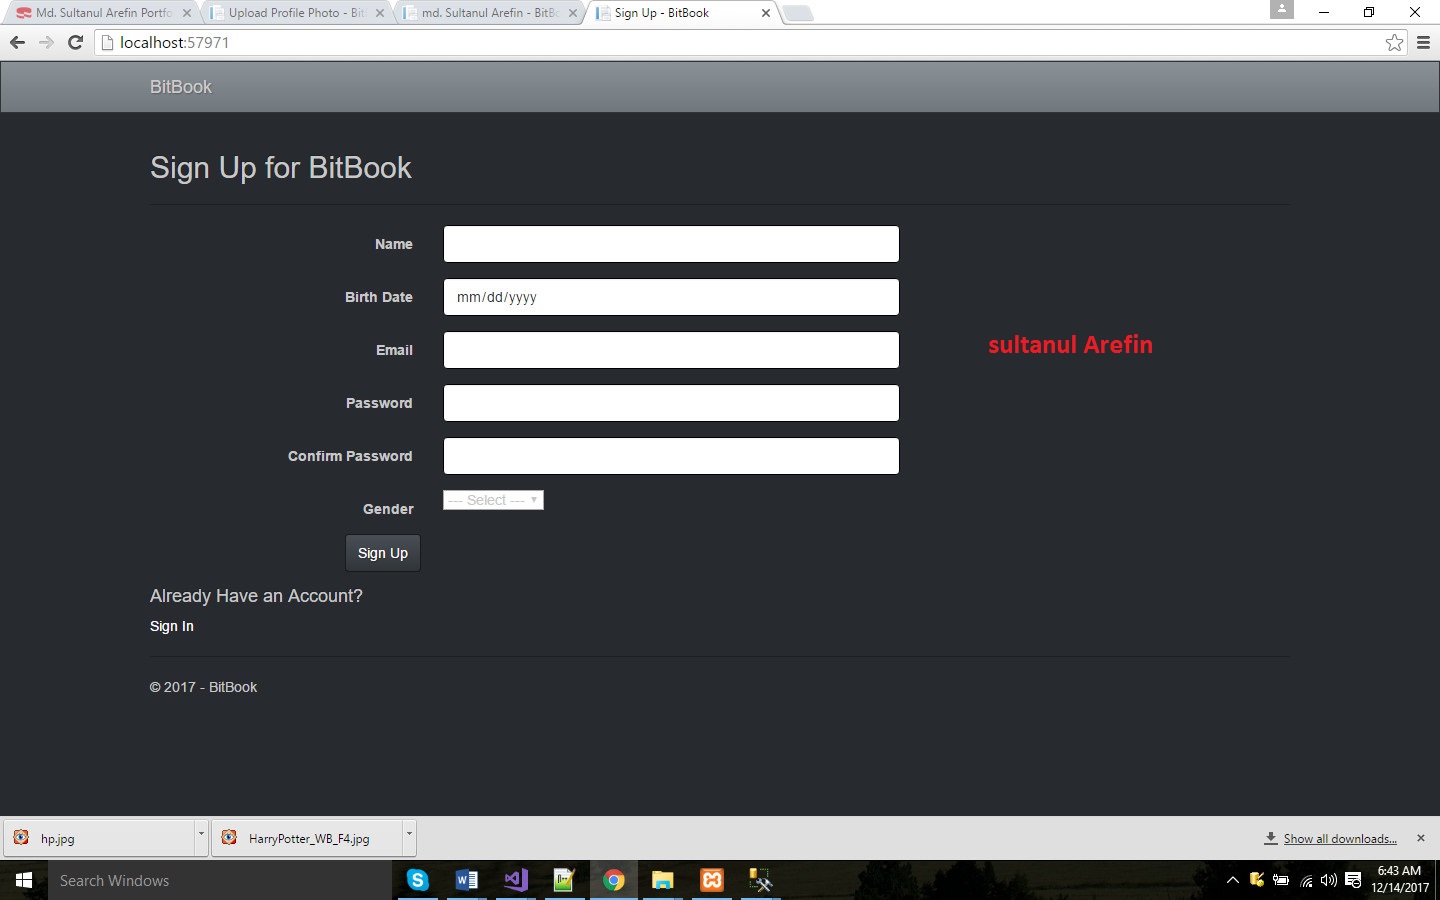 Md. Sultanul Arefin Portfo
Upload Profile Photo - Bit
md. Sultanul Arefin - BitBo
Sign Up - BitBook
localhost:57971
BitBook
Sign Up for BitBook
Name
Birth Date
mm/dd/yyyy
Email
sultanul Arefin
Password
Confirm Password
Gender
--- Select ---
Sign Up
Already Have an Account?
Sign In
© 2017 - BitBook
hp.jpg
HarryPotter_WB_F4.jpg
Show all downloads...
Search Windows
6:43 AM
12/14/2017